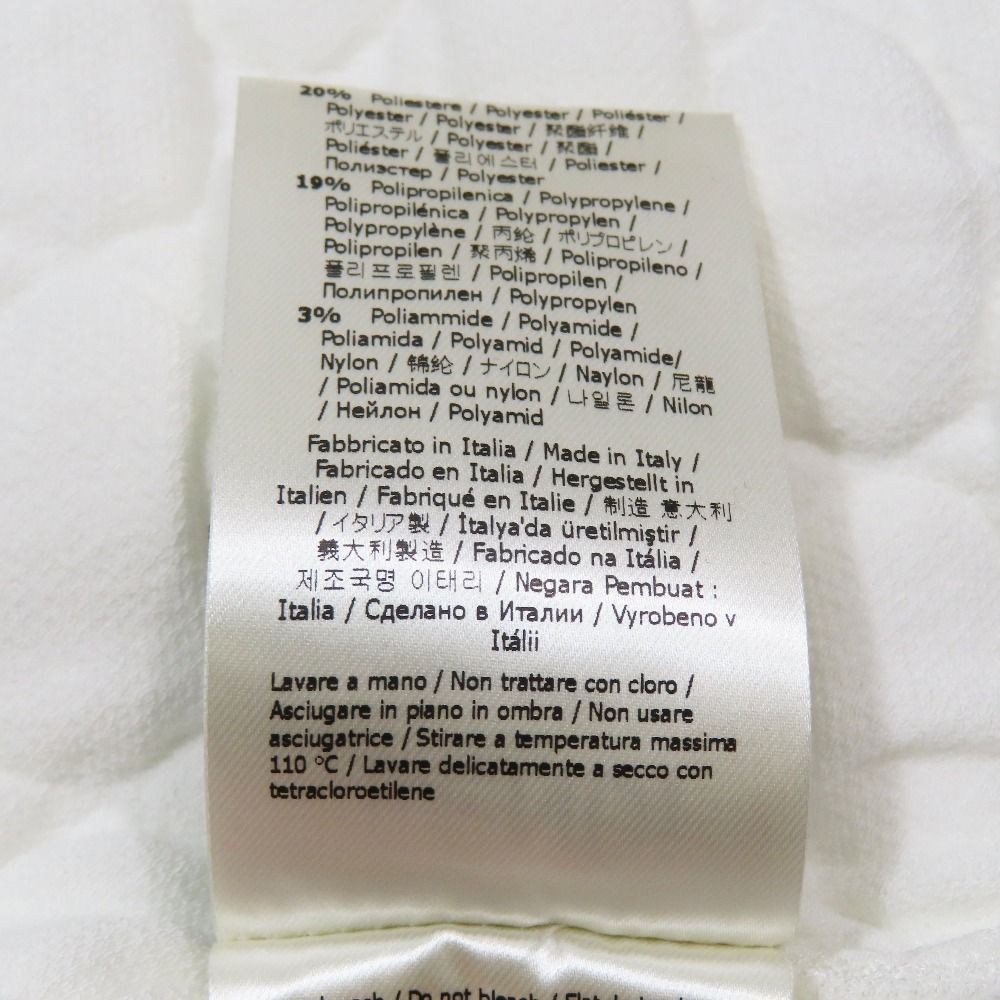 20% Poliestere / Polyester / Poliéster /
Polyester / Polyester / 聚酯纤维 /
ポリエステル / Polyester / 聚酯 /
Poliéster / 폴리에스터 / Poliester /
Полиэстер / Polyester
19% Polipropilenica / Polypropylene /
Polipropilénica / Polypropylen /
Polypropylène / 丙纶 / ポリプロピレン /
Polipropilen / 聚丙烯 / Polipropileno /
폴리프로필렌 / Polipropilen /
Полипропилен / Polypropylen
3% Poliammide / Polyamide /
Poliamida / Polyamid / Polyamide/
Nylon / 锦纶 / ナイロン / Naylon / 尼龍
/ Poliamida ou nylon / 나일론 / Nilon
/ Нейлон / Polyamid
Fabbricato in Italia / Made in Italy /
Fabricado en Italia / Hergestellt in
Italien / Fabriqué en Italie / 制造 意大利
/ イタリア製 / İtalya'da üretilmiştir /
義大利製造 / Fabricado na Itália /
제조국명 이태리 / Negara Pembuat :
Italia / Сделано в Италии / Vyrobeno v
Itálii
Lavare a mano / Non trattare con cloro /
Asciugare in piano in ombra / Non usare
asciugatrice / Stirare a temperatura massima
110 °C / Lavare delicatamente a secco con
tetracloroetilene
/ Do not bleach /